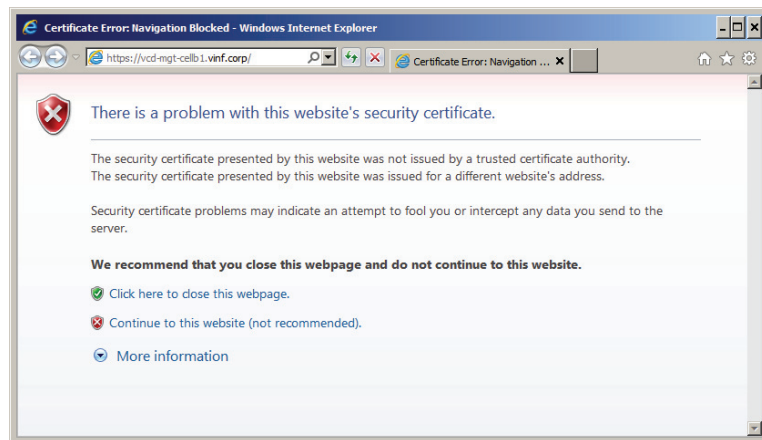 Certificate Error: Navigation Blocked - Windows Internet Explorer
https://vcd-mgt-cellb1.vinf.corp/
Certificate Error: Navigation ...
There is a problem with this website's security certificate.
The security certificate presented by this website was not issued by a trusted certificate authority.
The security certificate presented by this website was issued for a different website's address.
Security certificate problems may indicate an attempt to fool you or intercept any data you send to the
server.
We recommend that you close this webpage and do not continue to this website.
Click here to close this webpage.
Continue to this website (not recommended).
More information